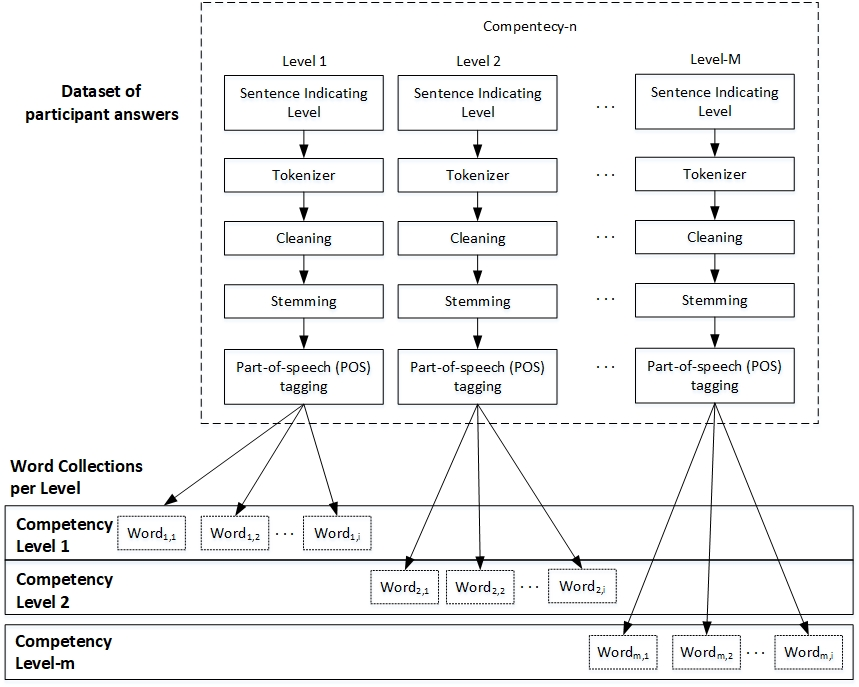 Compentecy-n
Level 1 Level 2 Level-M
Dataset of
participant answers
Sentence Indicating
Level
Sentence Indicating
Level
...
Sentence Indicating
Level
Tokenizer Tokenizer ... Tokenizer
Cleaning Cleaning ... Cleaning
Stemming Stemming ... Stemming
Part-of-speech (POS)
tagging
Part-of-speech (POS)
tagging
...
Part-of-speech (POS)
tagging
Word Collections
per Level
Competency
Level 1
Word1,1 Word1,2 ... Word1,i
Competency
Level 2
Word2,1 Word2,2 ... Word2,i
Competency
Level-m
Wordm,1 Wordm,2 ... Wordm,i